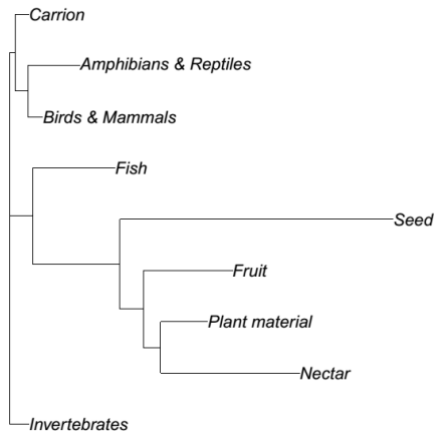 Carrion
Amphibians & Reptiles
Birds & Mammals
Fish
Seed
Fruit
Plant material
Nectar
Invertebrates